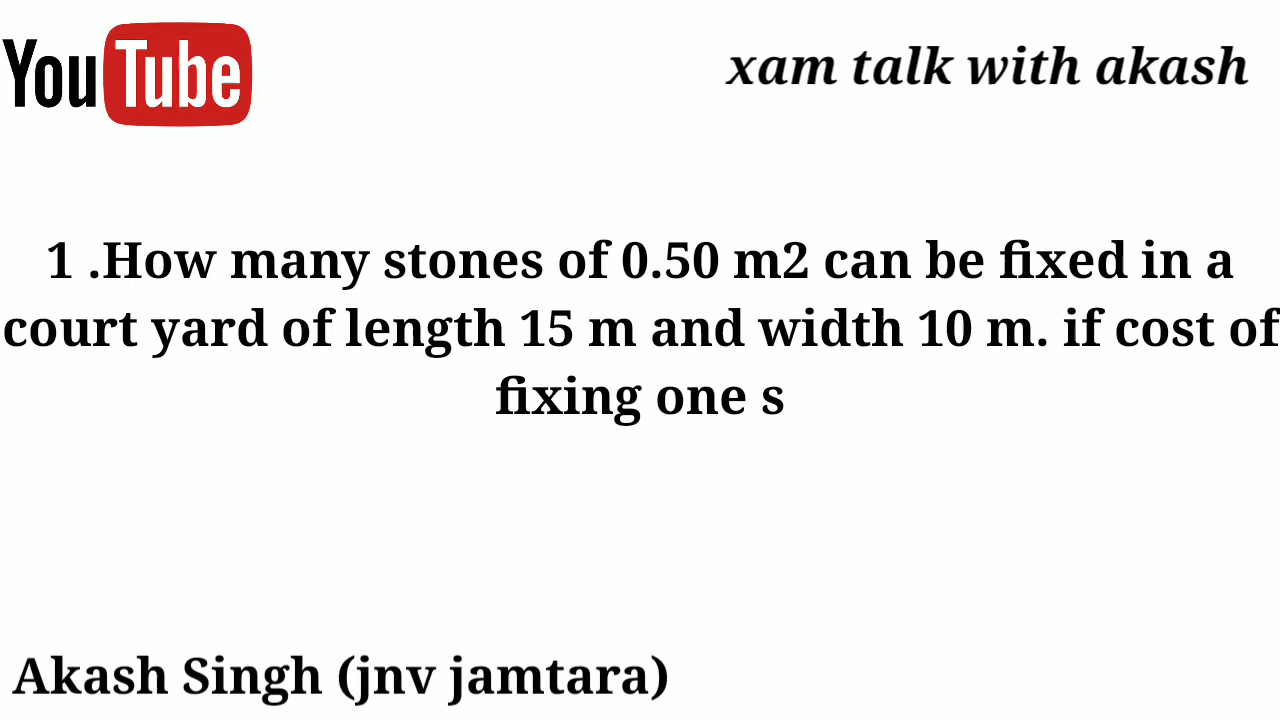 YouTube
xam talk with akash
1 .How many stones of 0.50 m2 can be fixed in a
court yard of length 15 m and width 10 m. if cost of
fixing one s
Akash Singh (jnv jamtara)